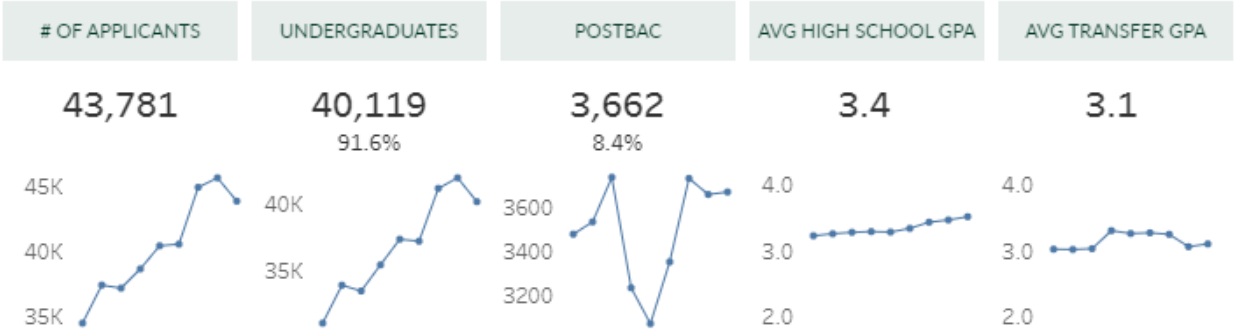 # OF APPLICANTS
43,781
45K
40K
35K
UNDERGRADUATES
40,119
91.6%
40K
35K
POSTBAC
3,662
8.4%
3600
3400
3200
AVG HIGH SCHOOL GPA
3.4
4.0
3.0
2.0
AVG TRANSFER GPA
3.1
4.0
3.0
2.0